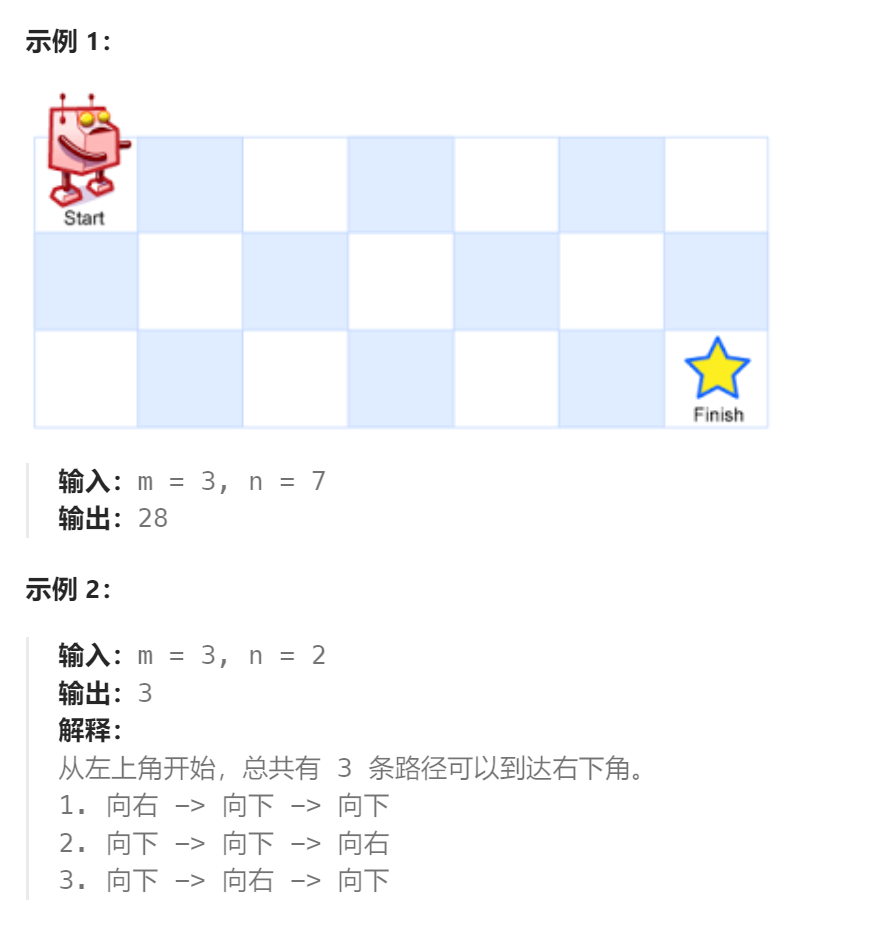 示例 1：
Start
Finish
输入：m = 3, n = 7
输出：28
示例 2：
输入：m = 3, n = 2
输出：3
解释：
从左上角开始，总共有 3 条路径可以到达右下角。
1. 向右 -> 向下 -> 向下
2. 向下 -> 向下 -> 向右
3. 向下 -> 向右 -> 向下